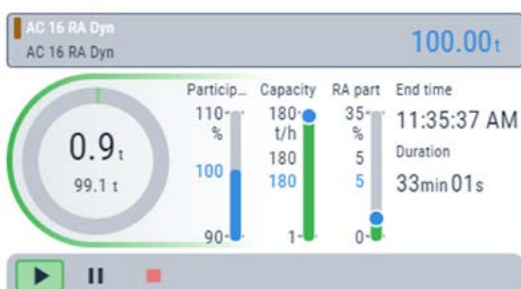 AC 16 RA Dyn
AC 16 RA Dyn
100.00t
0.9t
99.1 t
Particip...
110
%
100
90
Capacity
180
t/h
180
180
1
RA part
35
%
5
5
0
End time
11:35:37 AM
Duration
33min 01s